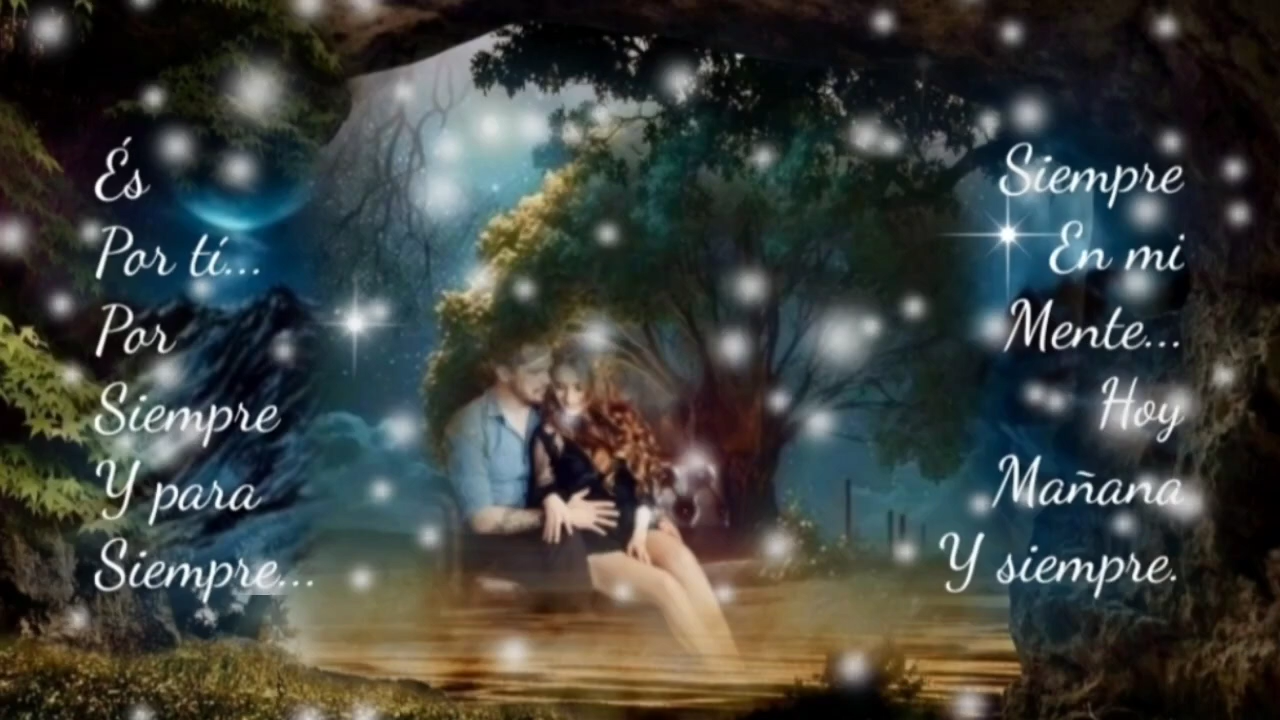 És
Por tí...
Por
Siempre
Y para
Siempre...
Siempre
En mi
Mente...
Hoy
Mañana
Y siempre.